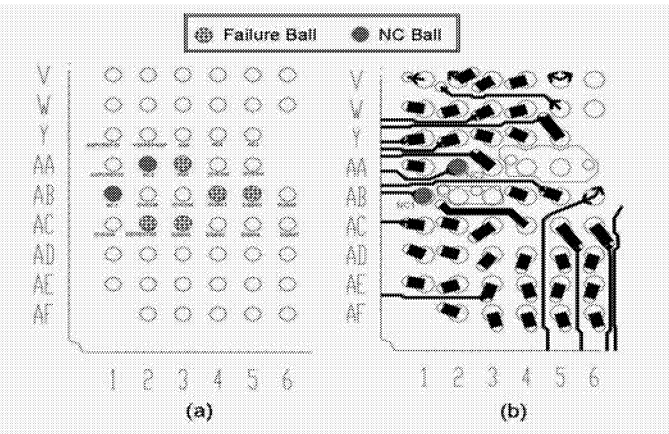 Failure Ball NC Ball
V V
W W
Y Y
AA AA
AB AB
NC1
AC AC
AD AD
AE AE
AF AF
1 2 3 4 5 6 1 2 3 4 5 6
(a) (b)